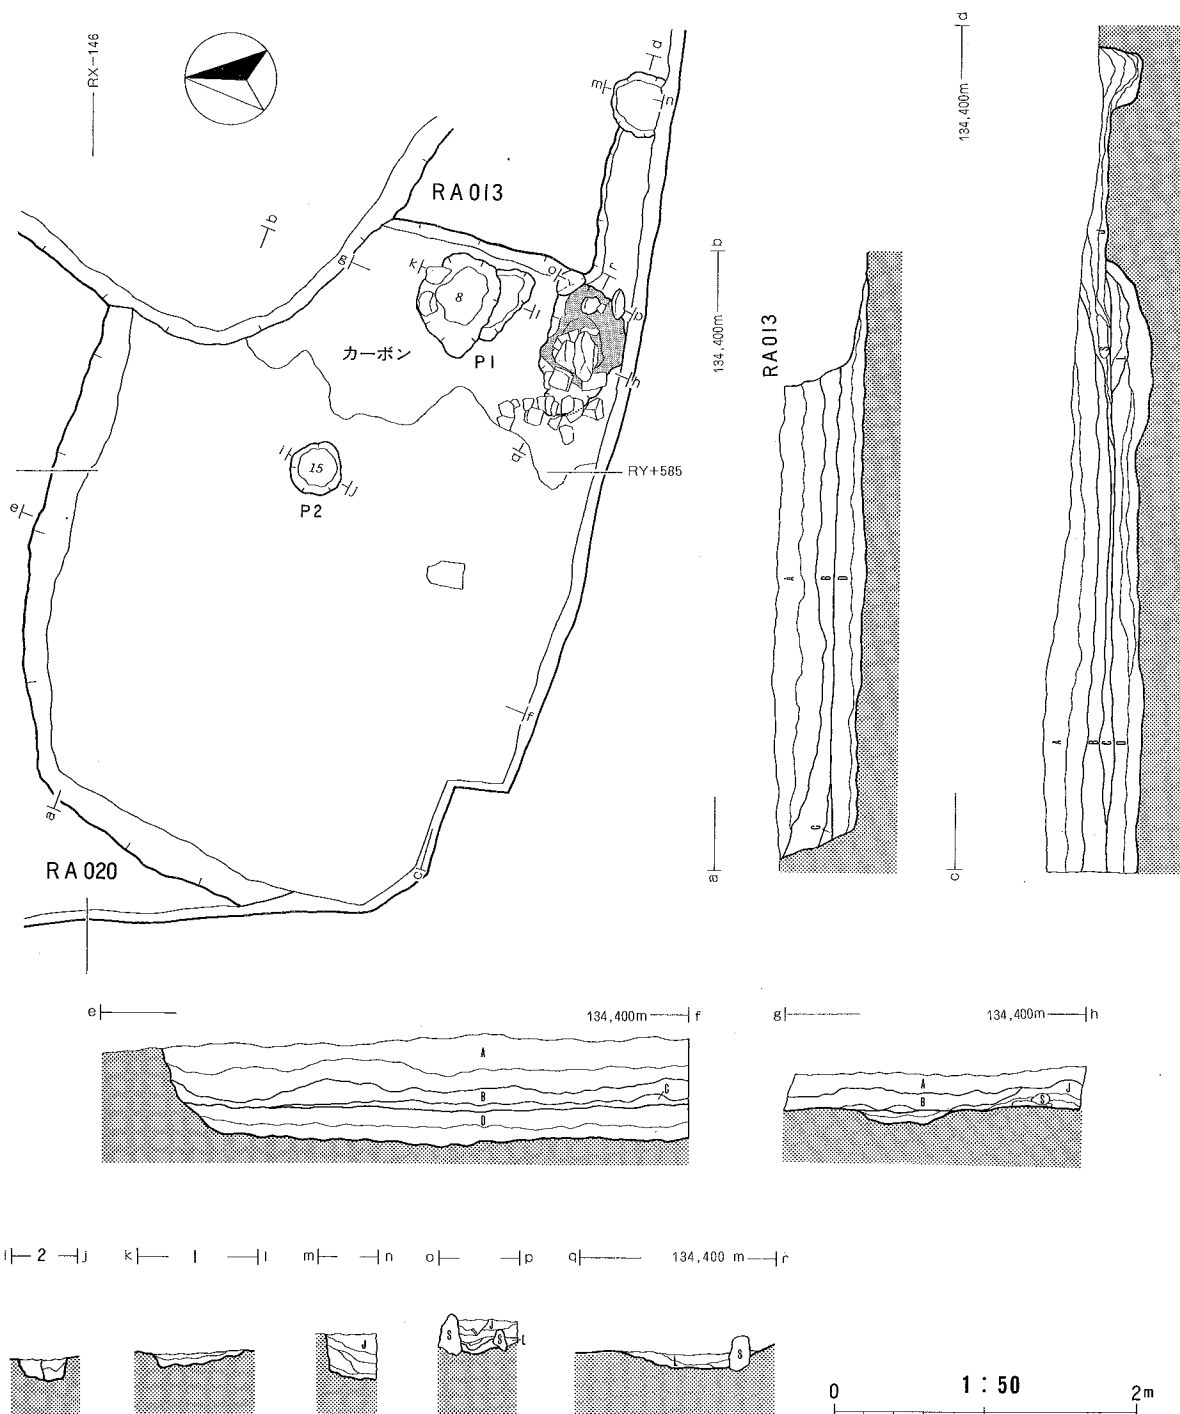 RX-146
a
m
n
d
134,400m
RA013
b
g
k
o
r
8
l
p
カーボン
P1
h
q
i
15
j
P2
RY+585
e
f
a
RA020
c
b
134,400m
RA013
A
B
D
C
a
J
S
L
A
B
C
D
c
e
134,400m
f
g
134,400m
h
A
B
C
D
A
B
J
S
i
2
j
k
1
l
m
n
o
p
q
134,400 m
r
J
S
J
S
L
L
S
1:50
0
2m